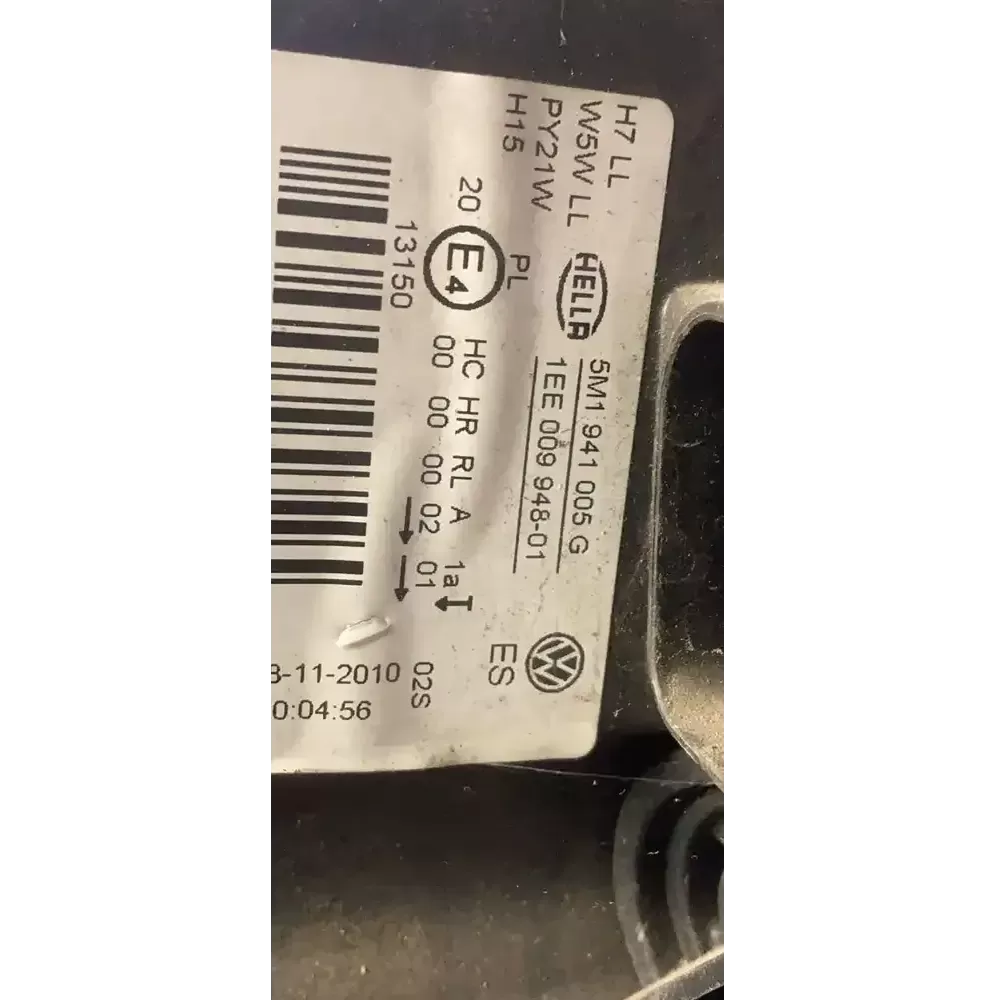 H7 LL
W5W LL
PY21W
H15
HELLA
5M1 941 005 G
1EE 009 948-01
PL
20 E4 HC HR RL A 1a
00 00 00 02 01
13150
VW
ES
02S
-11-2010
0:04:56